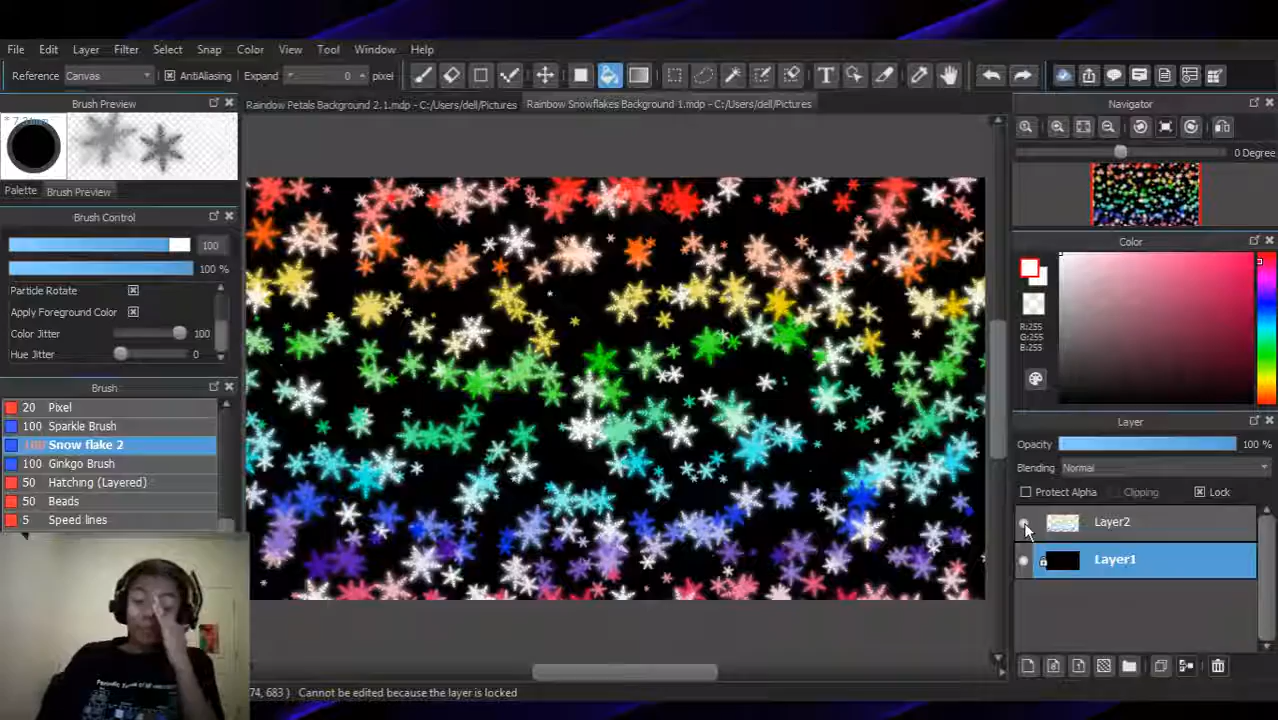 File Edit Layer Filter Select Snap Color View Tool Window Help
Reference Canvas AntiAliasing Expand 0 pixel
Brush Preview
Raindow Petals Background 2.1.mdp - C:/Users/dell/Pictures
Rainbow Snowflakes Background 1.mdp - C:/Users/dell/Pictures
Navigator
0 Degree
Palette Brush Preview
Brush Control
100
100 %
Particle Rotate
Apply Foreground Color
Color Jitter 100
Hue Jitter 0
Brush
20 Pixel
100 Sparkle Brush
100 Snow flake 2
100 Ginkgo Brush
50 Hatching (Layered)
50 Beads
5 Speed lines
Color
R:255
G:255
B:255
Layer
Opacity 100 %
Blending Normal
Protect Alpha Clipping Lock
Layer2
Layer1
74, 683 ) Cannot be edited because the layer is locked